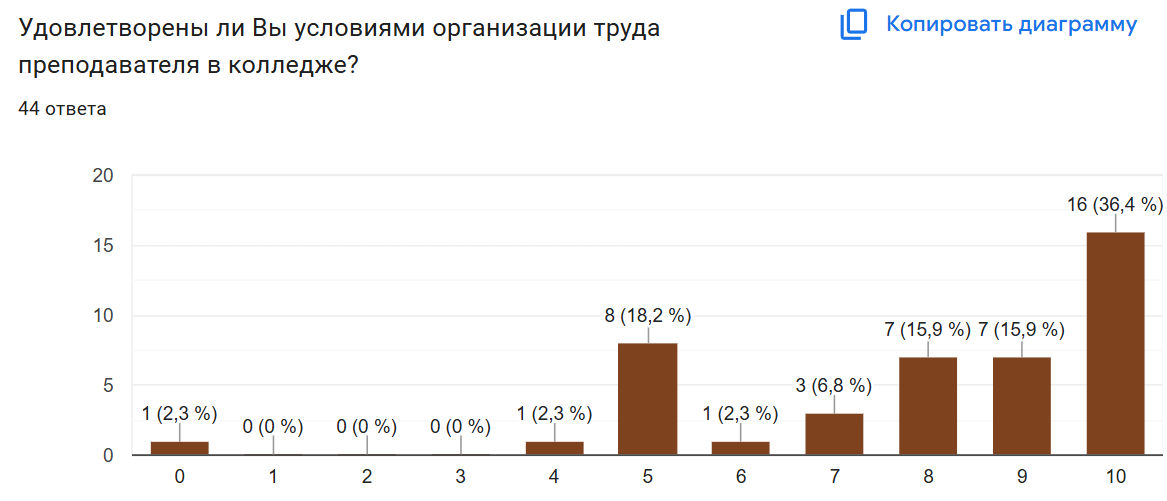 Удовлетворены ли Вы условиями организации труда
преподавателя в колледже?
Копировать диаграмму
44 ответа
20
15
10
5
0
1 (2,3 %)
0 (0 %)
0 (0 %)
0 (0 %)
1 (2,3 %)
8 (18,2 %)
1 (2,3 %)
3 (6,8 %)
7 (15,9 %)
7 (15,9 %)
16 (36,4 %)
0 1 2 3 4 5 6 7 8 9 10